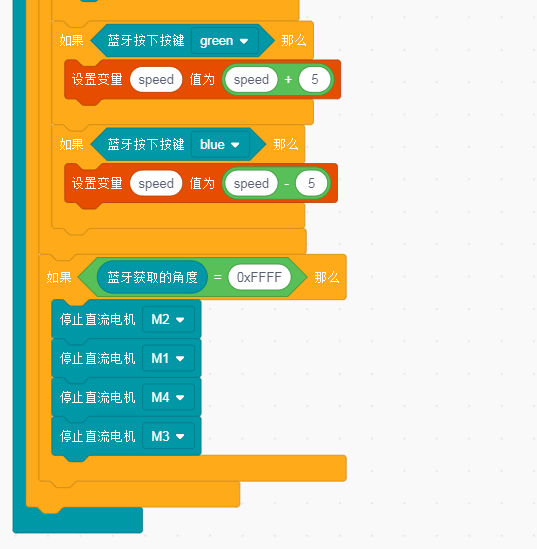 如果 蓝牙按下按键 green 那么
设置变量 speed 值为 speed + 5
如果 蓝牙按下按键 blue 那么
设置变量 speed 值为 speed - 5
如果 蓝牙获取的角度 = 0xFFFF 那么
停止直流电机 M2
停止直流电机 M1
停止直流电机 M4
停止直流电机 M3